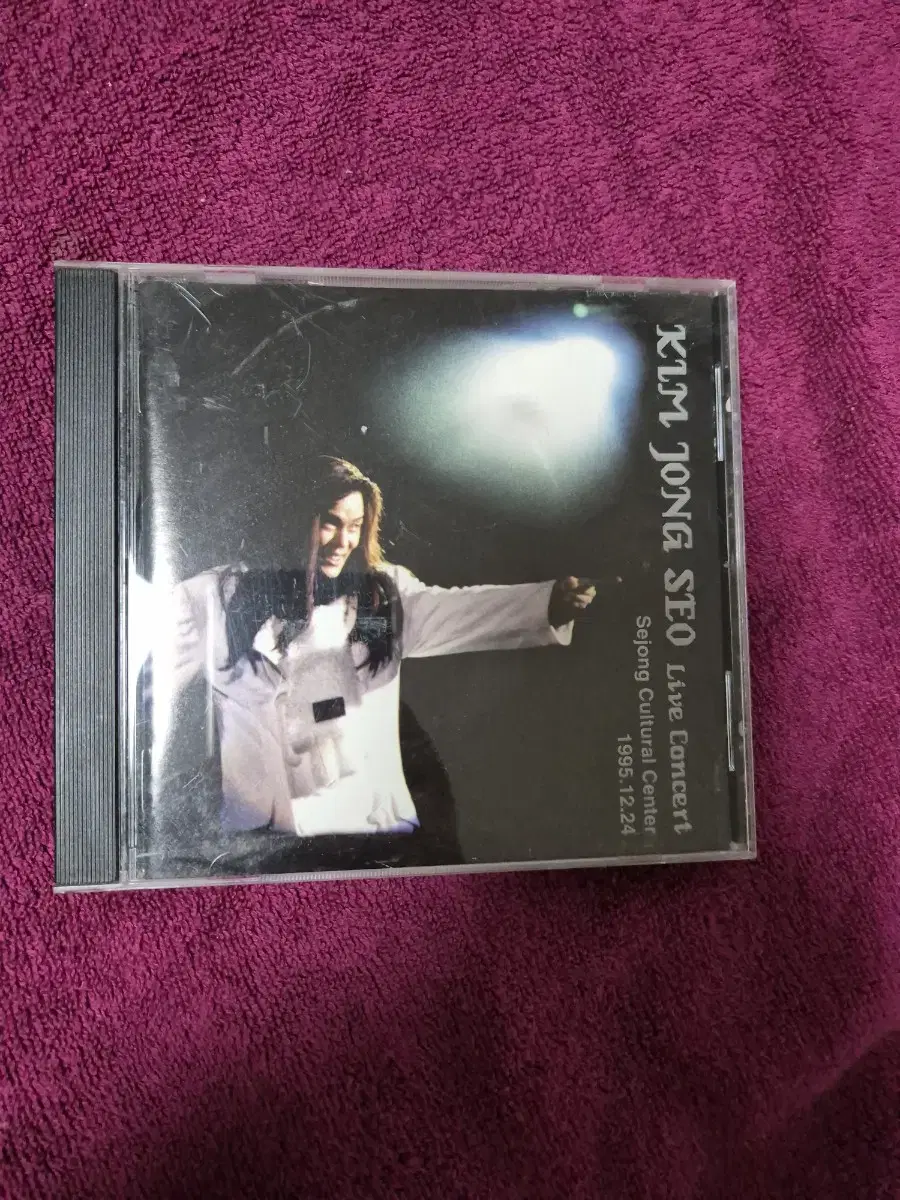 KIM JONG SEO Live Concert
Sejong Cultural Center
1995.12.24